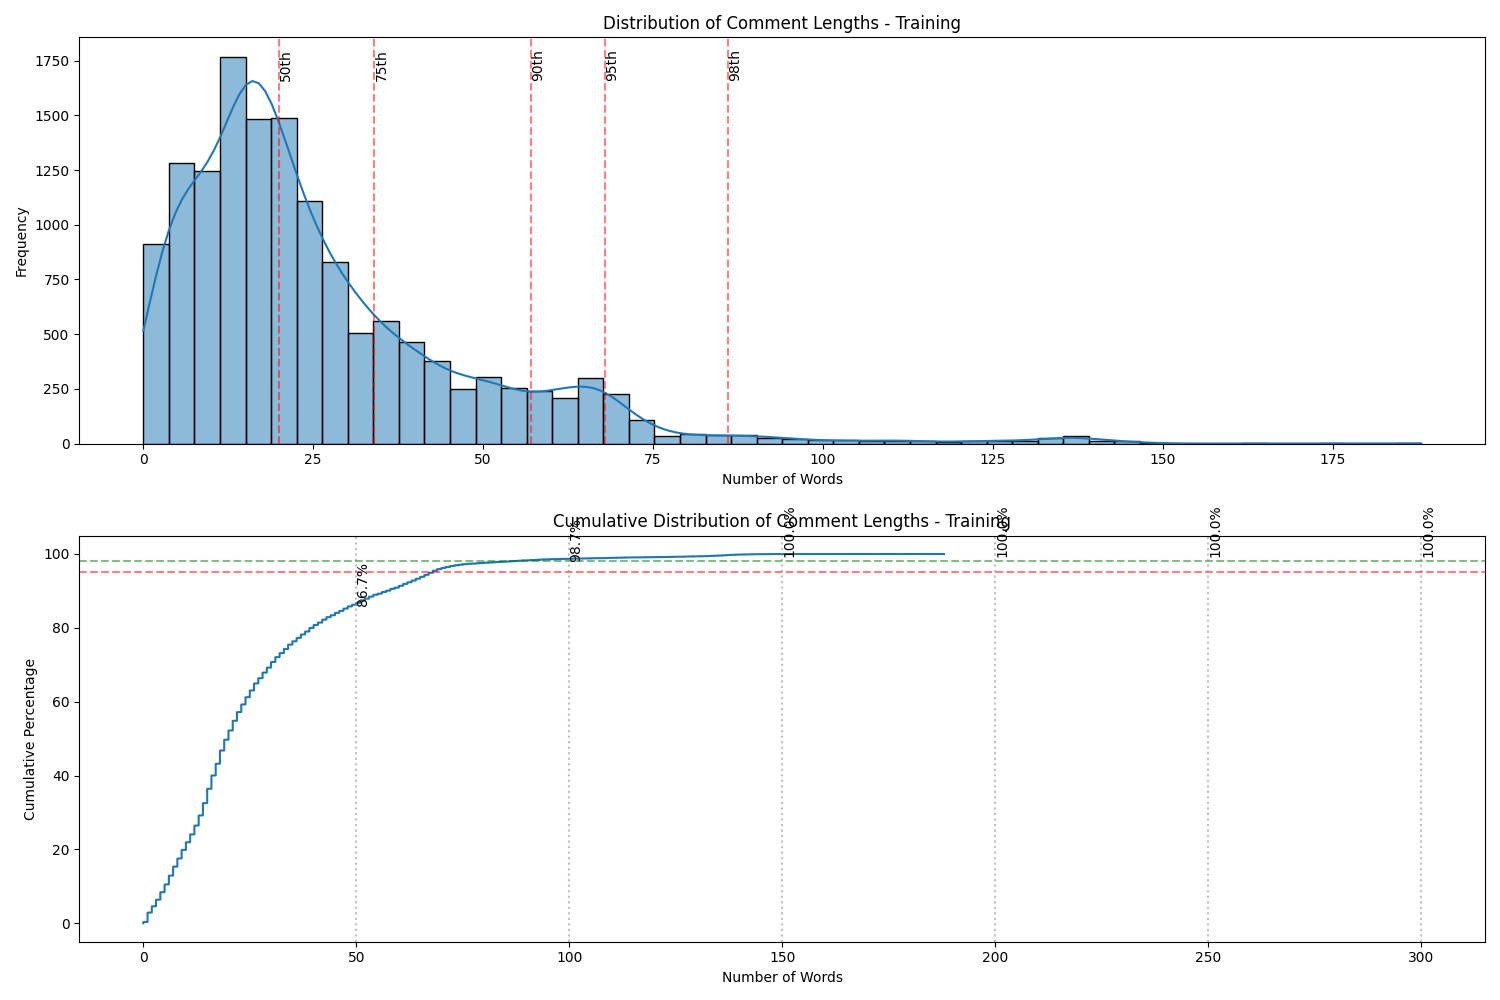 Distribution of Comment Lengths - Training
50th
75th
90th
95th
98th
1750
1500
1250
1000
750
500
250
0
Frequency
0 25 50 75 100 125 150 175
Number of Words
Cumulative Distribution of Comment Lengths - Training
86.7%
98.7%
100.0%
100.0%
100.0%
100.0%
100
80
60
40
20
0
Cumulative Percentage
0 50 100 150 200 250 300
Number of Words